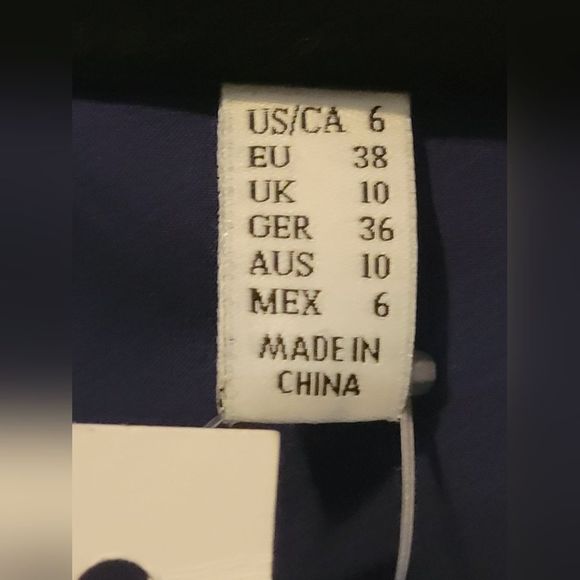 US/CA 6
EU 38
UK 10
GER 36
AUS 10
MEX 6
MADE IN
CHINA